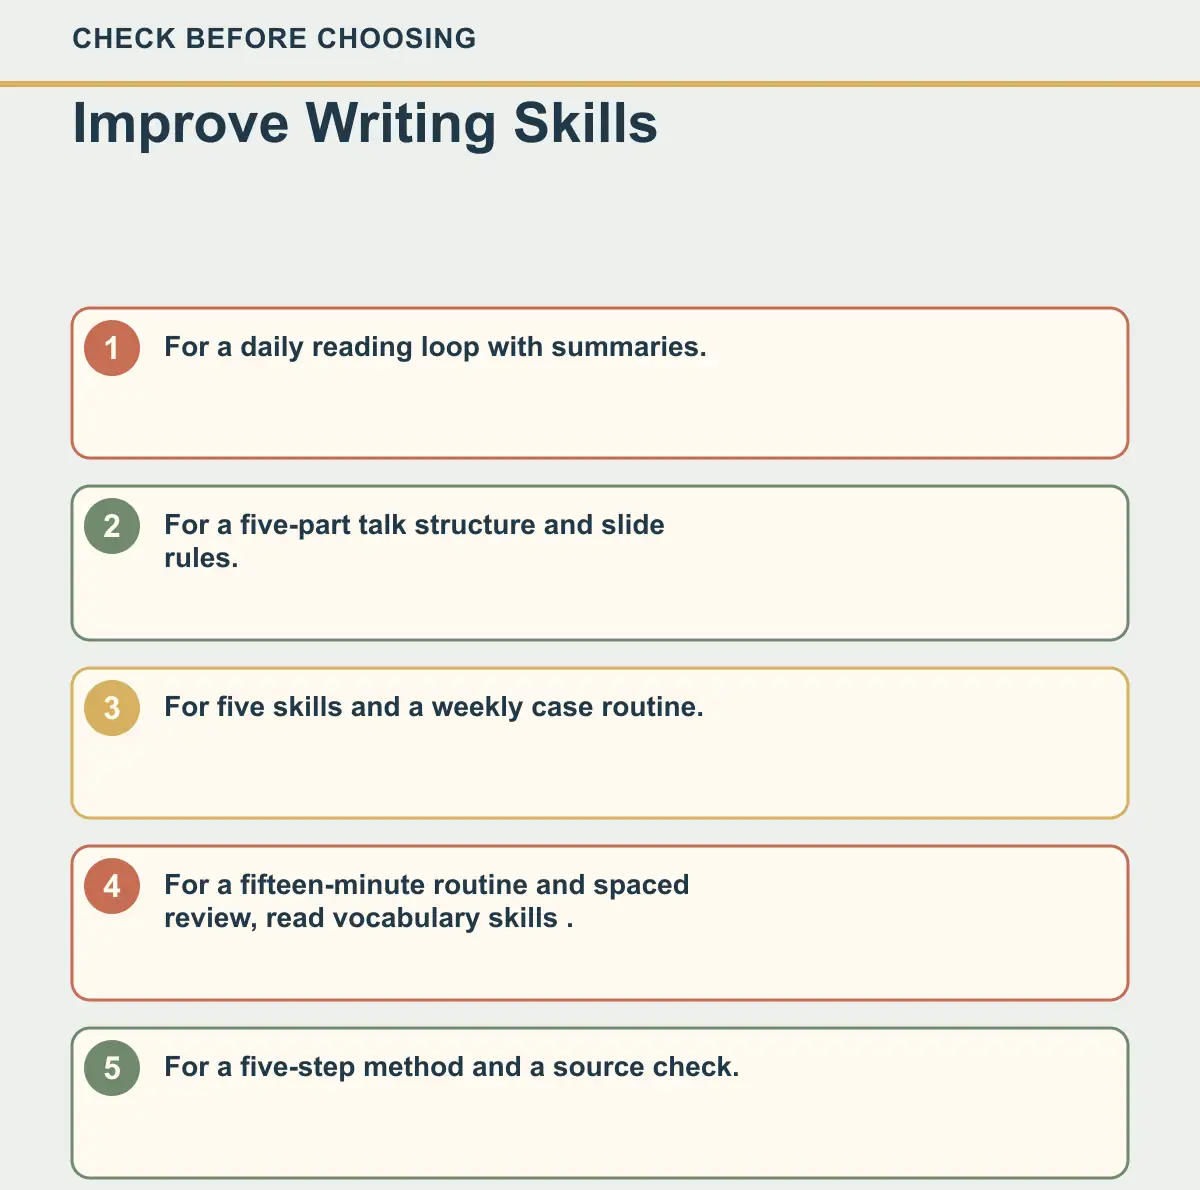 CHECK BEFORE CHOOSING
Improve Writing Skills
1
For a daily reading loop with summaries.
2
For a five-part talk structure and slide
rules.
3
For five skills and a weekly case routine.
4
For a fifteen-minute routine and spaced
review, read vocabulary skills .
5
For a five-step method and a source check.